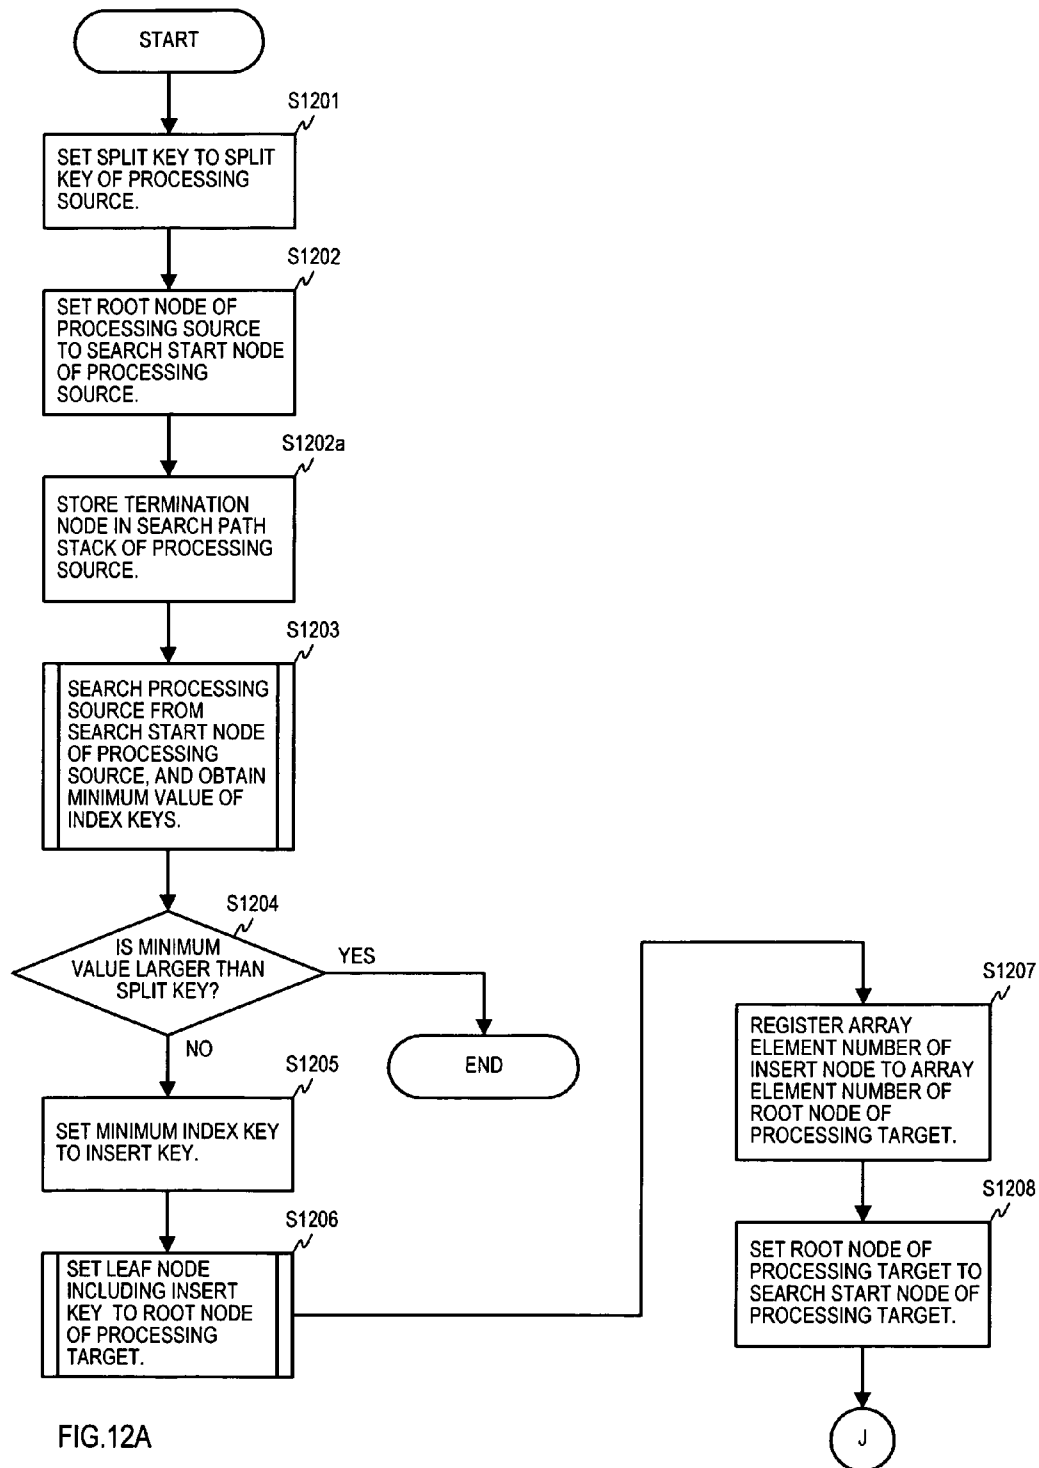 START
S1201
SET SPLIT KEY TO SPLIT
KEY OF PROCESSING
SOURCE.
S1202
SET ROOT NODE OF
PROCESSING SOURCE
TO SEARCH START NODE
OF PROCESSING
SOURCE.
S1202a
STORE TERMINATION
NODE IN SEARCH PATH
STACK OF PROCESSING
SOURCE.
S1203
SEARCH PROCESSING
SOURCE FROM
SEARCH START NODE
OF PROCESSING
SOURCE, AND OBTAIN
MINIMUM VALUE OF
INDEX KEYS.
S1204
IS MINIMUM
VALUE LARGER THAN
SPLIT KEY?
YES
END
NO
S1205
SET MINIMUM INDEX KEY
TO INSERT KEY.
S1206
SET LEAF NODE
INCLUDING INSERT
KEY TO ROOT NODE
OF PROCESSING
TARGET.
S1207
REGISTER ARRAY
ELEMENT NUMBER OF
INSERT NODE TO ARRAY
ELEMENT NUMBER OF
ROOT NODE OF
PROCESSING TARGET.
S1208
SET ROOT NODE OF
PROCESSING TARGET TO
SEARCH START NODE OF
PROCESSING TARGET.
J
FIG.12A